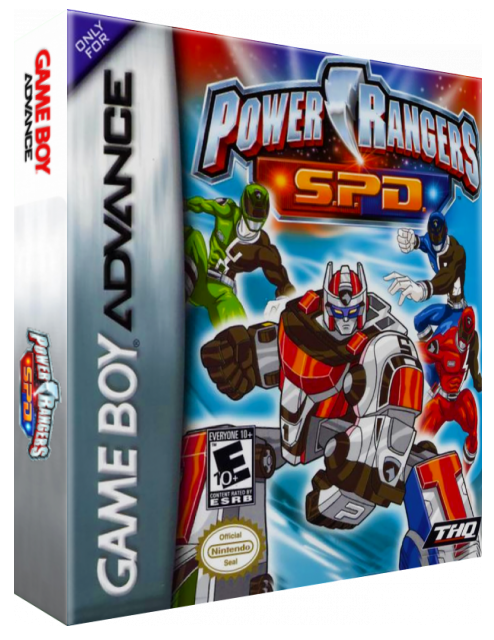 ONLY
FOR
GAME BOY
ADVANCE
POWER RANGERS
S.P.D.
GAME BOY ADVANCE
POWER RANGERS
S.P.D.
EVERYONE 10+
E
10+
CONTENT RATED BY
ESRB
Official
Nintendo
Seal
THQ
1